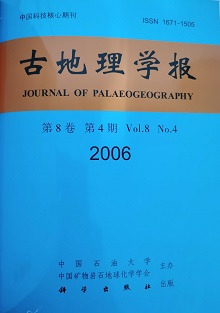 中国科技核心期刊
ISSN 1671-1505
古地理学报
JOURNAL OF PALAEOGEOGRAPHY
第8卷 第4期 Vol.8 No.4
2006
中国石油大学
中国矿物岩石地球化学学会 主办
科学出版社 出版